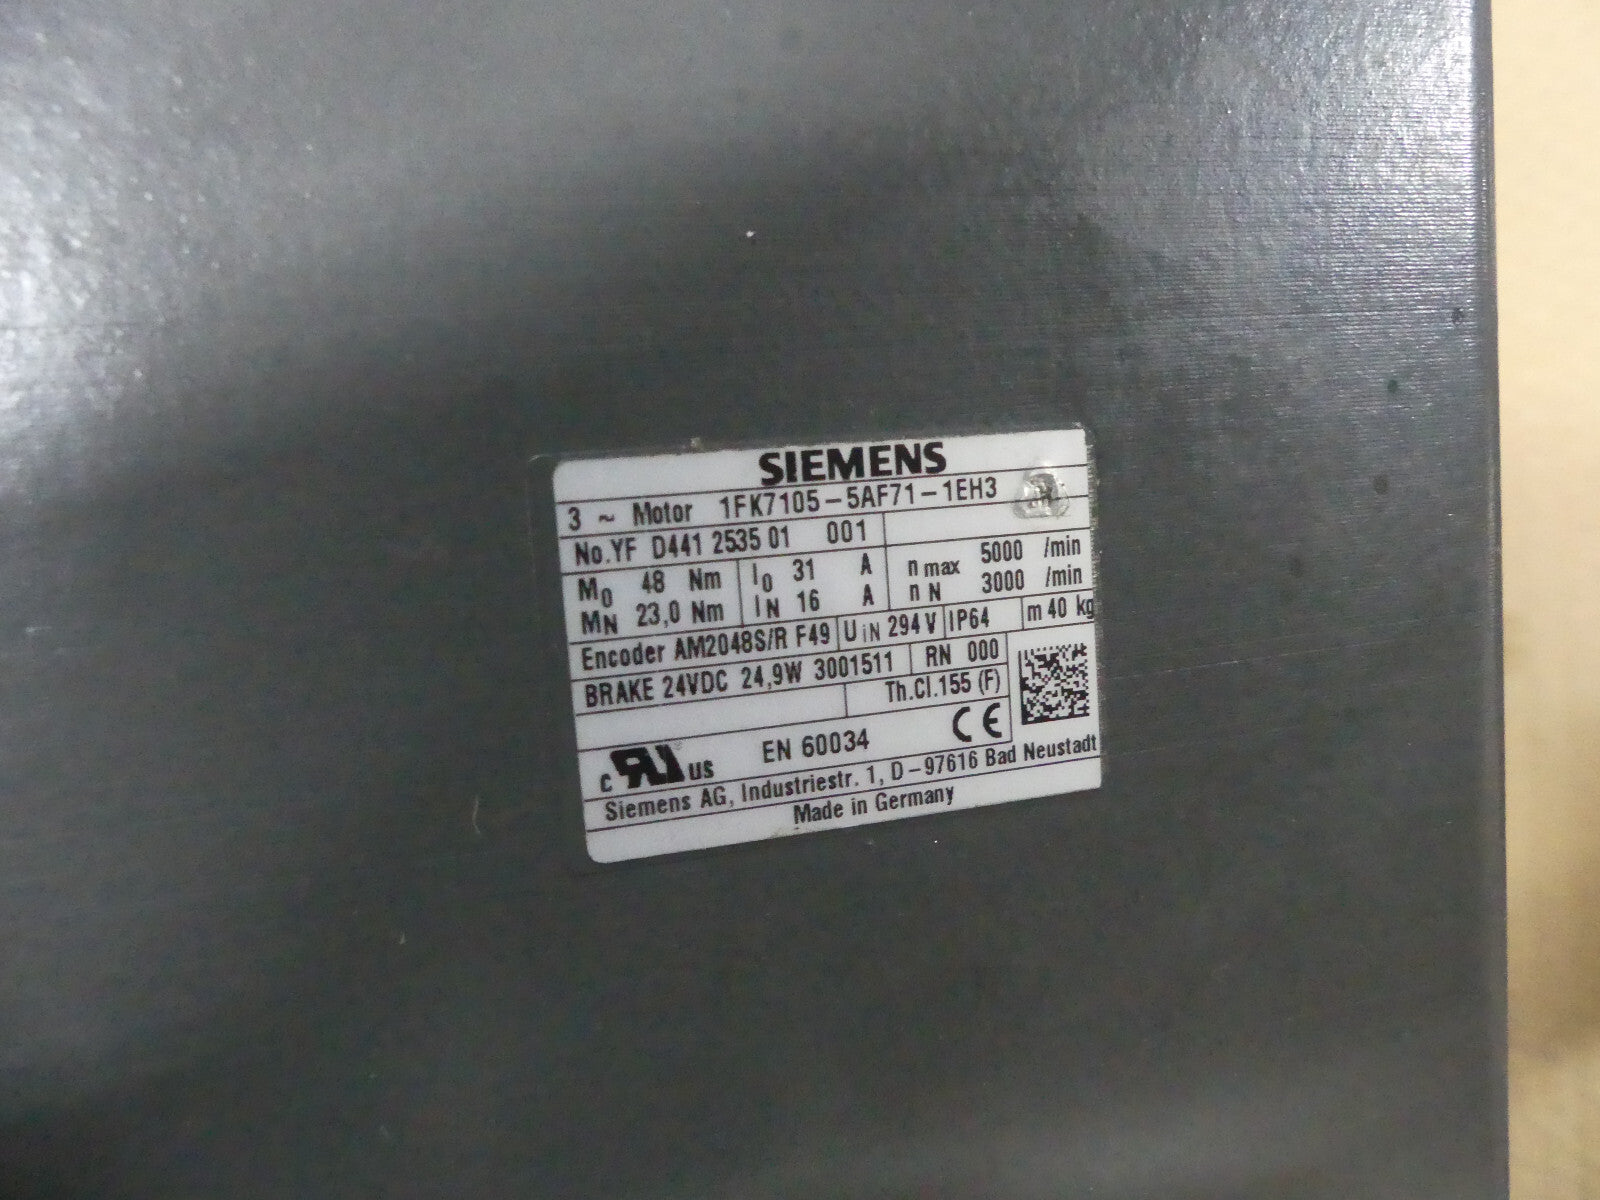 SIEMENS
3 ~ Motor 1FK7105-5AF71-1EH3
No.YF D441 2535 01 001
M0 48 Nm I0 31 A n max 5000 /min
MN 23,0 Nm IN 16 A n N 3000 /min
Encoder AM2048S/R F49 UIN 294 V IP64 m 40 kg
BRAKE 24VDC 24,9W 3001511 RN 000
Th.Cl.155 (F)
c RU us EN 60034 CE
Siemens AG, Industriestr. 1, D-97616 Bad Neustadt
Made in Germany